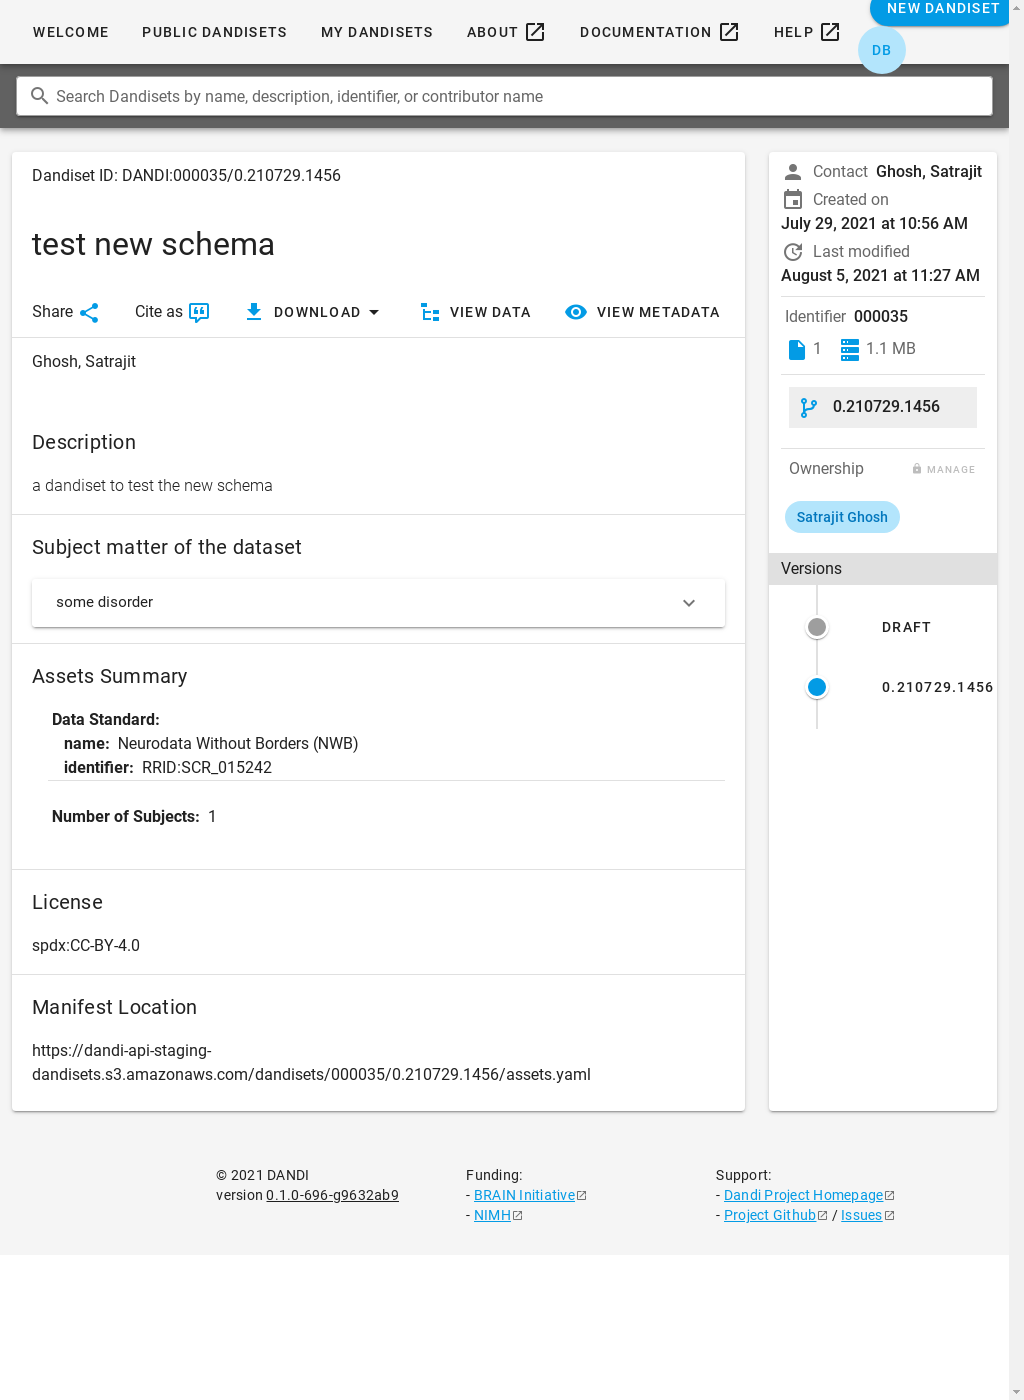 WELCOME PUBLIC DANDISETS MY DANDISETS ABOUT DOCUMENTATION HELP NEW DANDISET
DB
Search Dandisets by name, description, identifier, or contributor name
Dandiset ID: DANDI:000035/0.210729.1456
test new schema
Share Cite as DOWNLOAD VIEW DATA VIEW METADATA
Ghosh, Satrajit
Description
a dandiset to test the new schema
Subject matter of the dataset
some disorder
Assets Summary
Data Standard:
name: Neurodata Without Borders (NWB)
identifier: RRID:SCR_015242
Number of Subjects: 1
License
spdx:CC-BY-4.0
Manifest Location
https://dandi-api-staging-
dandisets.s3.amazonaws.com/dandisets/000035/0.210729.1456/assets.yaml
Contact Ghosh, Satrajit
Created on
July 29, 2021 at 10:56 AM
Last modified
August 5, 2021 at 11:27 AM
Identifier 000035
1 1.1 MB
0.210729.1456
Ownership MANAGE
Satrajit Ghosh
Versions
DRAFT
0.210729.1456
© 2021 DANDI
version 0.1.0-696-g9632ab9
Funding:
- BRAIN Initiative
- NIMH
Support:
- Dandi Project Homepage
- Project Github / Issues